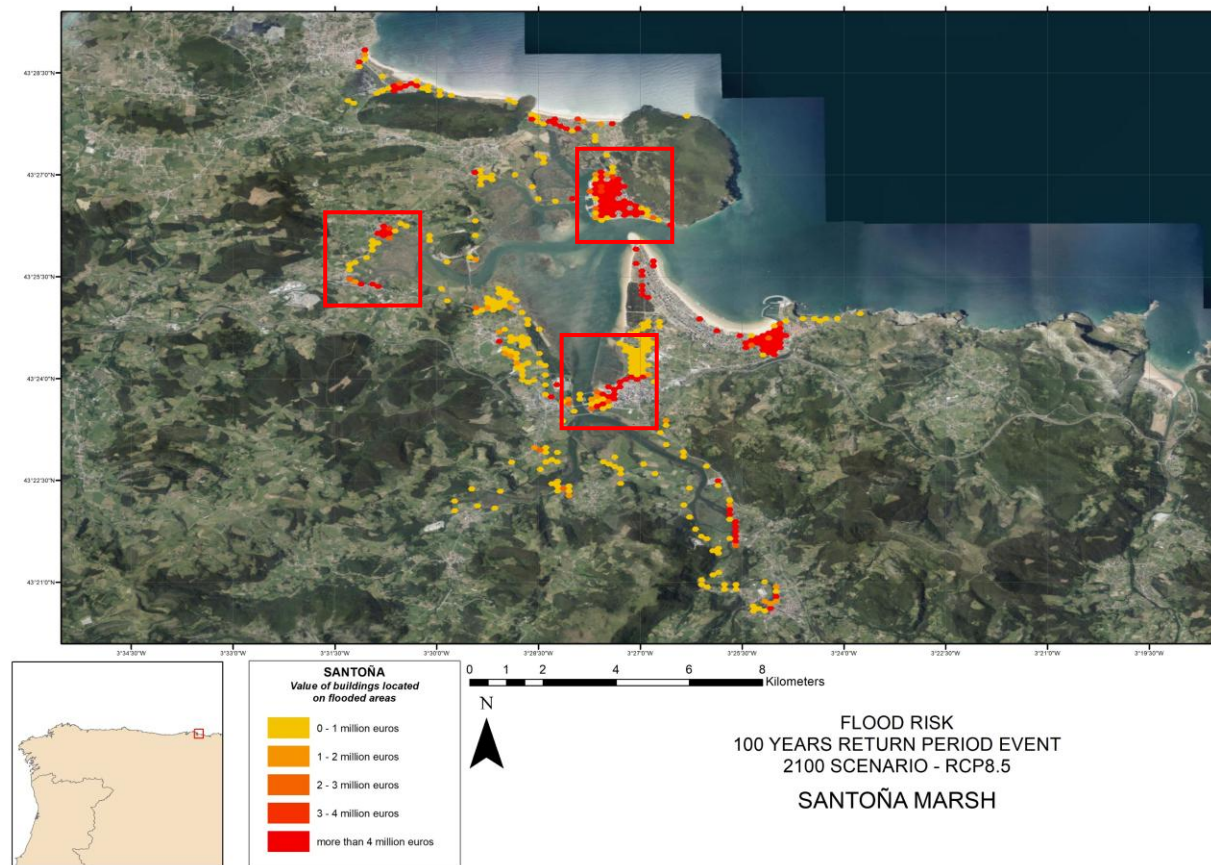 43°28'30"N
43°27'0"N
43°25'30"N
43°24'0"N
43°22'30"N
43°21'0"N
3°34'30"W 3°33'0"W 3°31'30"W 3°30'0"W 3°28'30"W 3°27'0"W 3°25'30"W 3°24'0"W 3°22'30"W 3°21'0"W 3°19'30"W
SANTOÑA
Value of buildings located
on flooded areas
0 - 1 million euros
1 - 2 million euros
2 - 3 million euros
3 - 4 million euros
more than 4 million euros
0 1 2 4 6 8
Kilometers
N
FLOOD RISK
100 YEARS RETURN PERIOD EVENT
2100 SCENARIO - RCP8.5
SANTOÑA MARSH